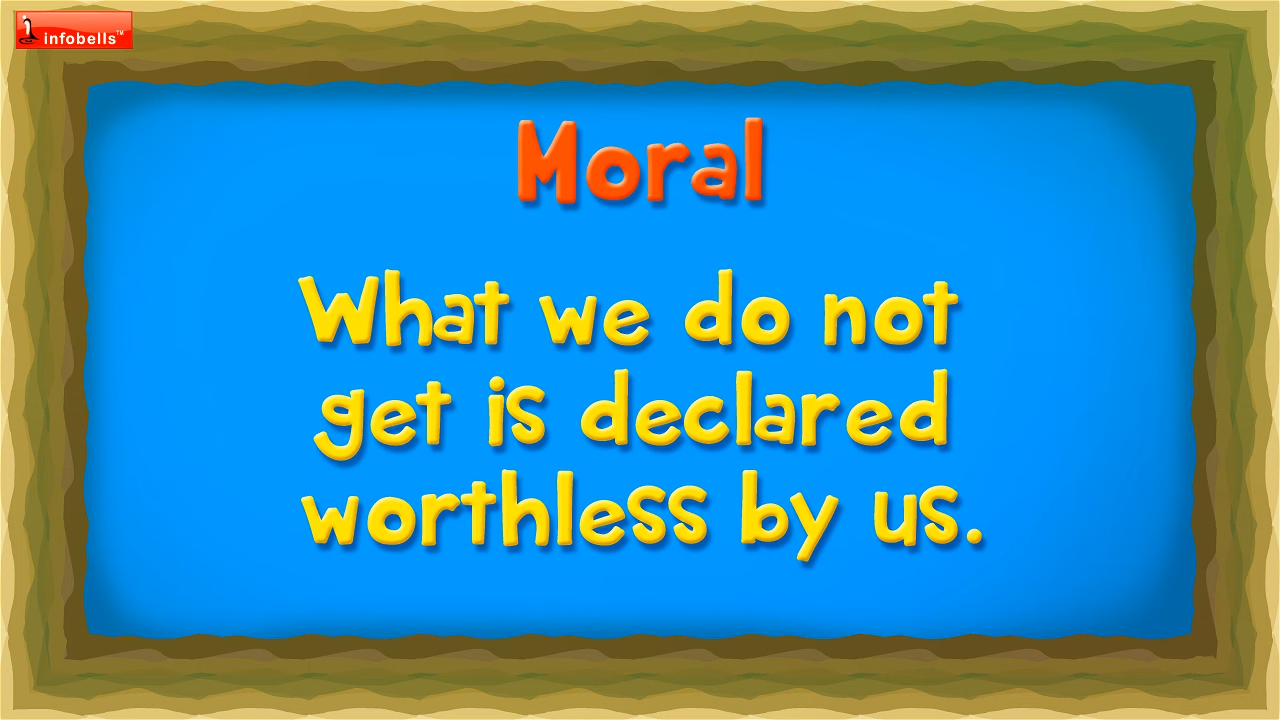 infobells™
Moral
What we do not
get is declared
worthless by us.